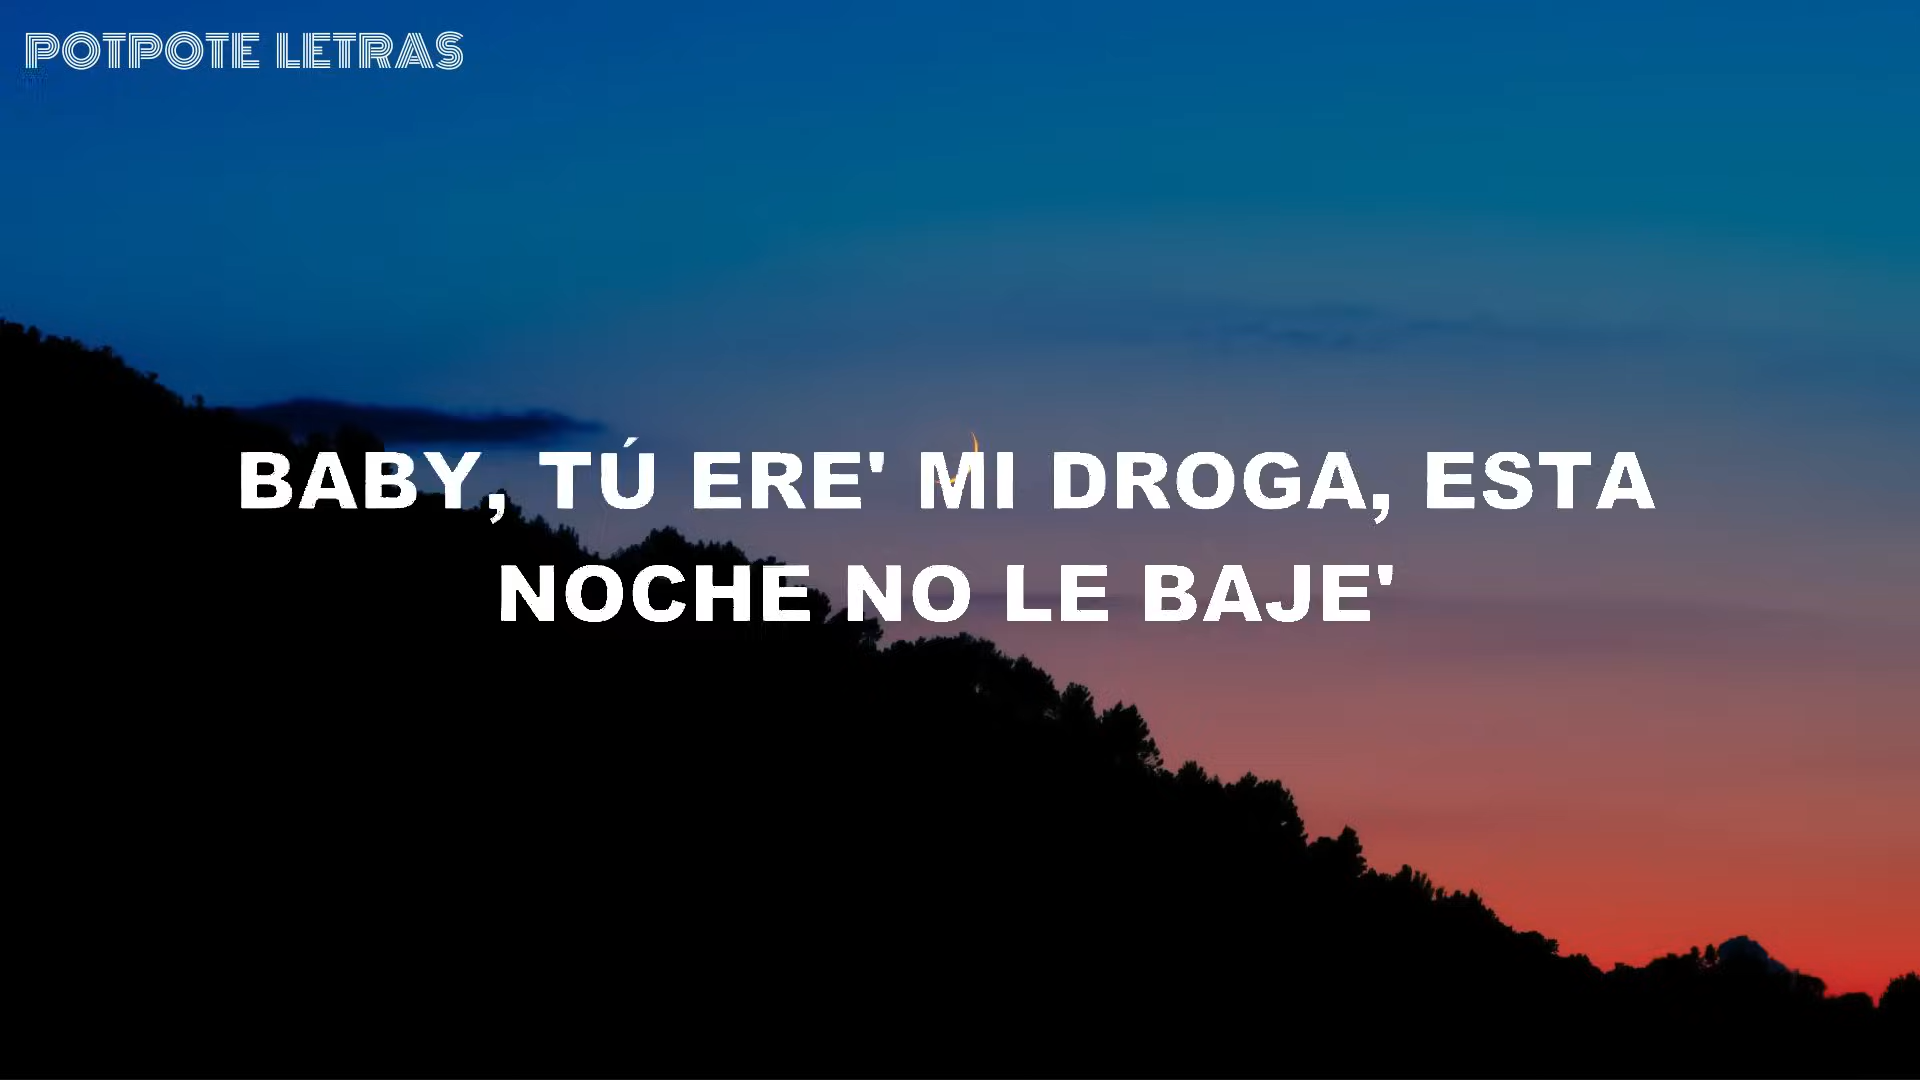 POTPOTE LETRAS
BABY, TÚ ERE' MI DROGA, ESTA
NOCHE NO LE BAJE'